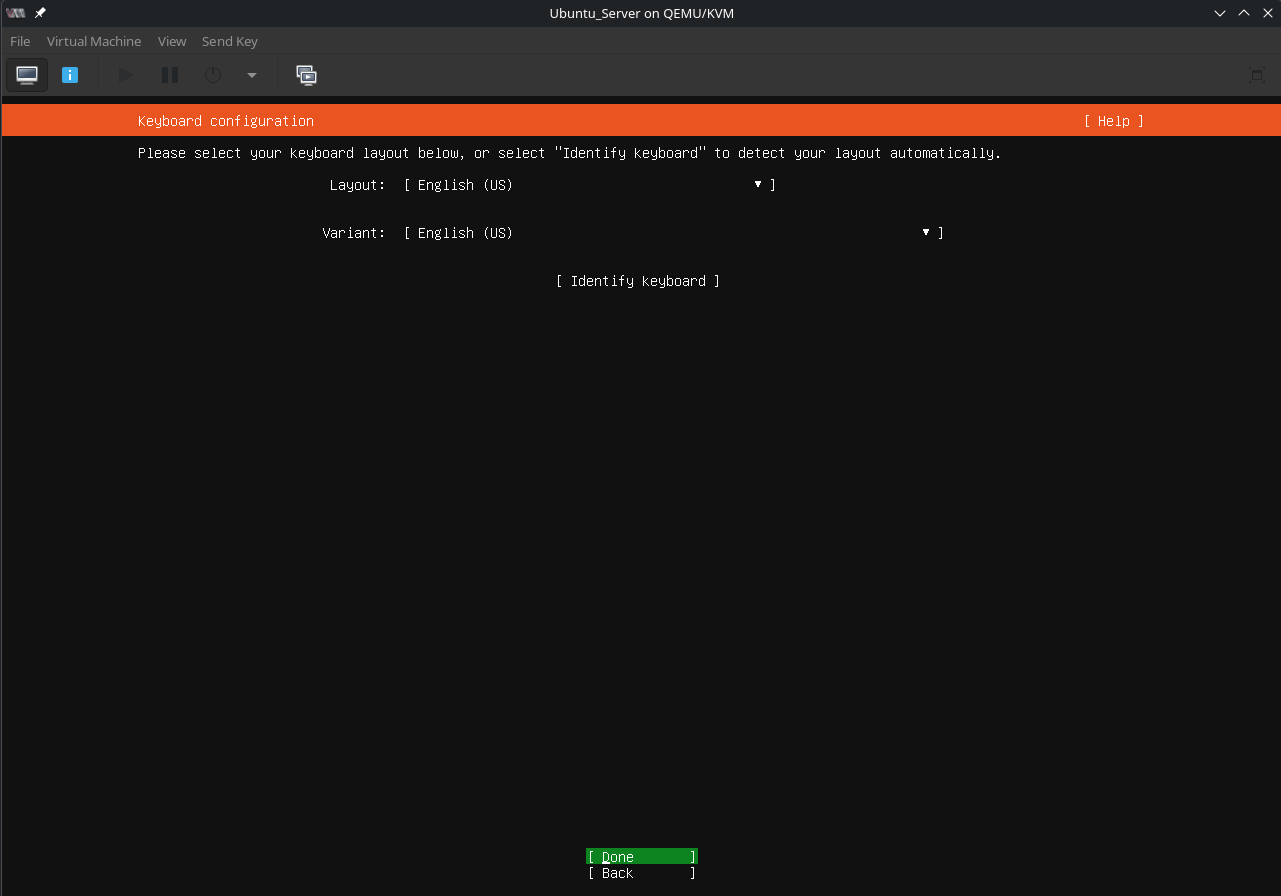 Ubuntu_Server on QEMU/KVM
File Virtual Machine View Send Key
Keyboard configuration [ Help ]
Please select your keyboard layout below, or select "Identify keyboard" to detect your layout automatically.
Layout: [ English (US) ▾ ]
Variant: [ English (US) ▾ ]
[ Identify keyboard ]
[ Done ]
[ Back ]